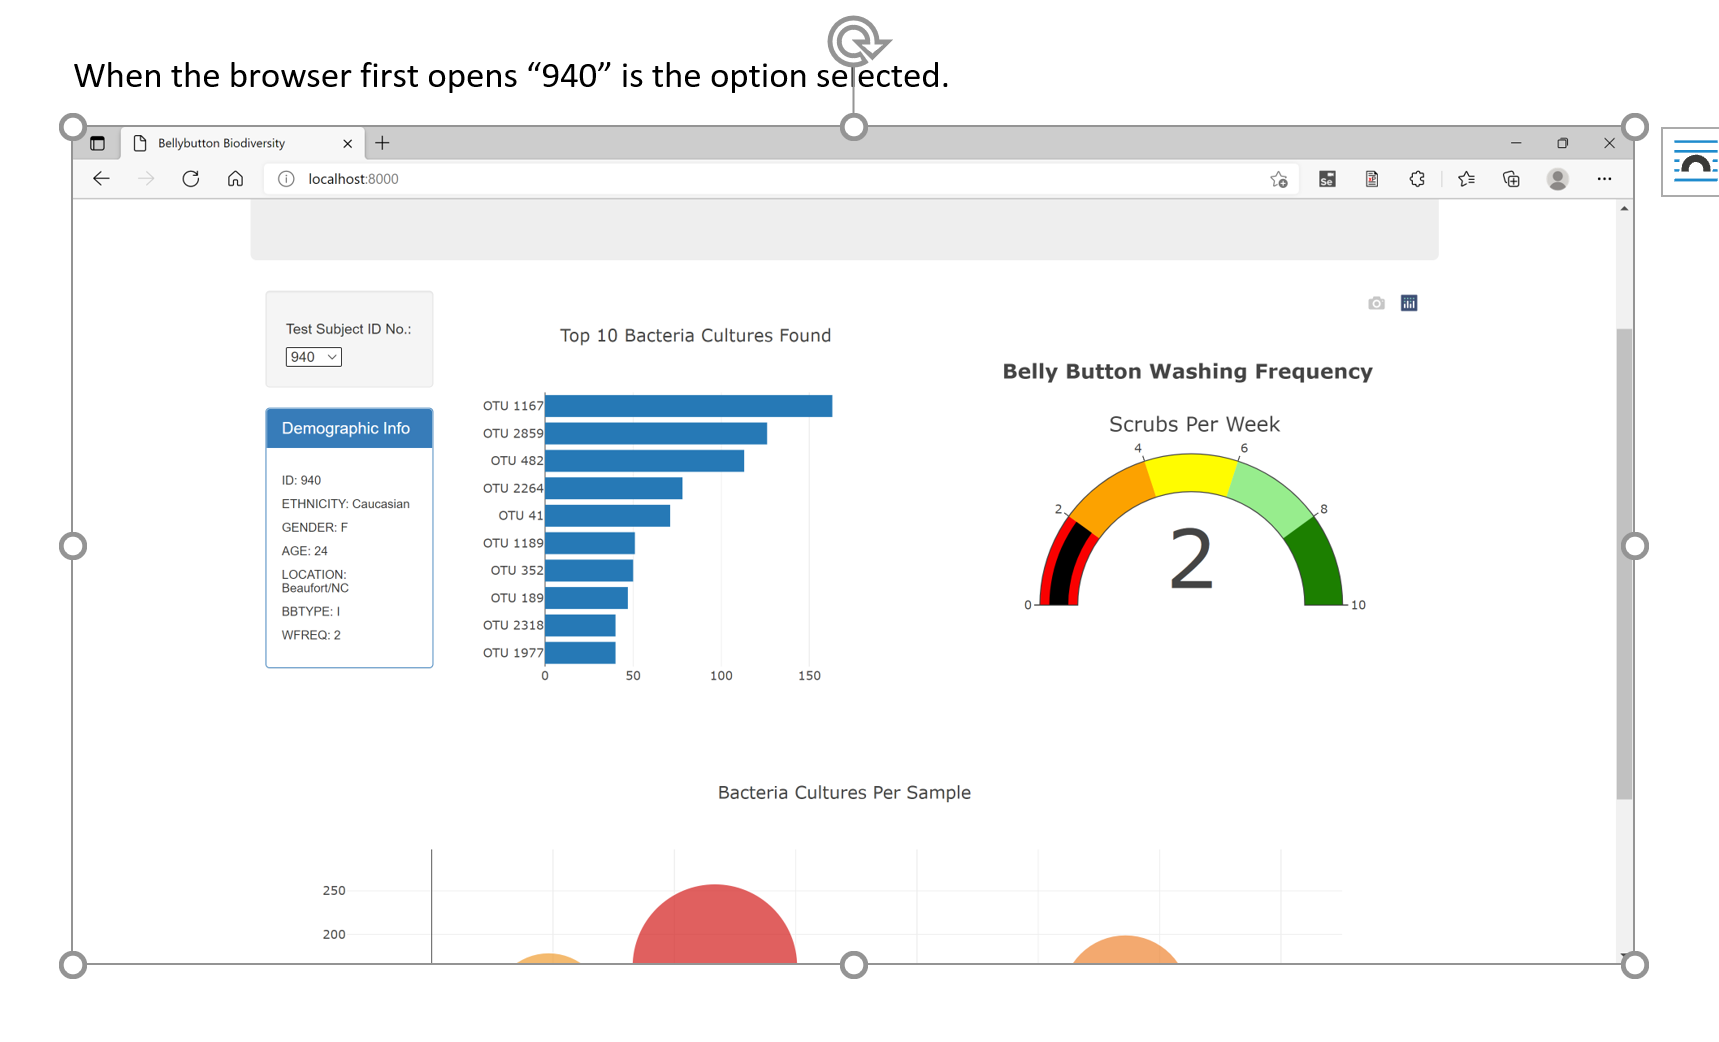 When the browser first opens “940” is the option selected.
Bellybutton Biodiversity
localhost:8000
Se
Test Subject ID No.:
940
Demographic Info
ID: 940
ETHNICITY: Caucasian
GENDER: F
AGE: 24
LOCATION:
Beaufort/NC
BBTYPE: I
WFREQ: 2
Top 10 Bacteria Cultures Found
OTU 1167
OTU 2859
OTU 482
OTU 2264
OTU 41
OTU 1189
OTU 352
OTU 189
OTU 2318
OTU 1977
0 50 100 150
Belly Button Washing Frequency
Scrubs Per Week
4 6
2 8
2
0 10
Bacteria Cultures Per Sample
250
200